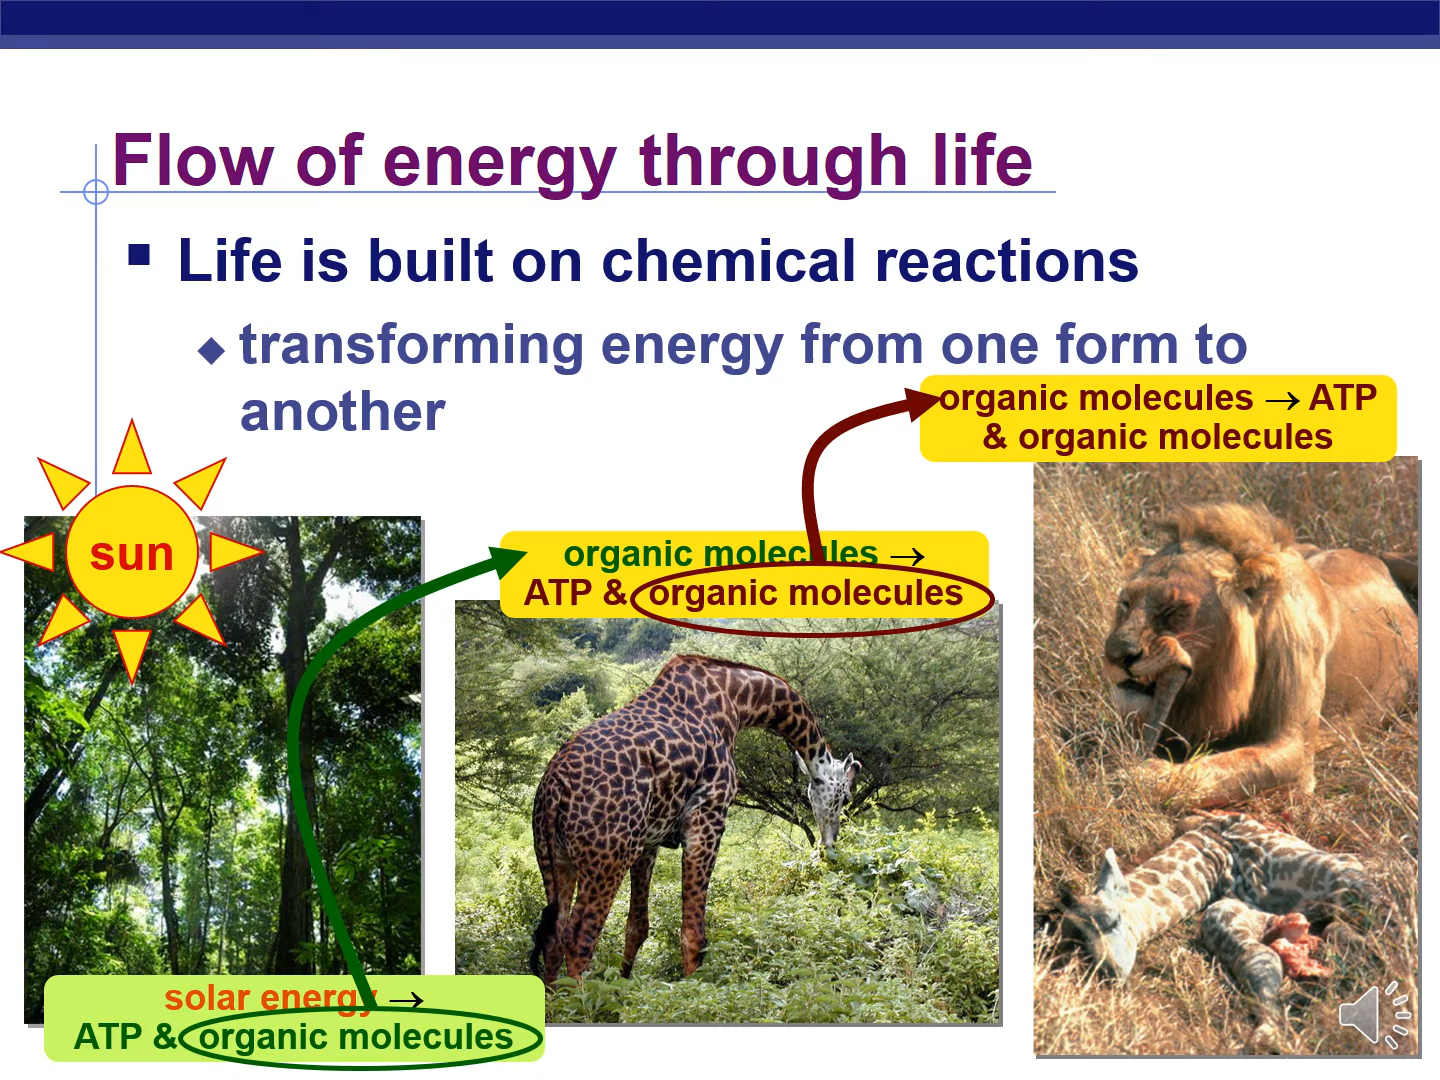 Flow of energy through life
Life is built on chemical reactions
transforming energy from one form to
another
organic molecules → ATP
& organic molecules
sun
organic molecules →
ATP & organic molecules
solar energy →
ATP & organic molecules